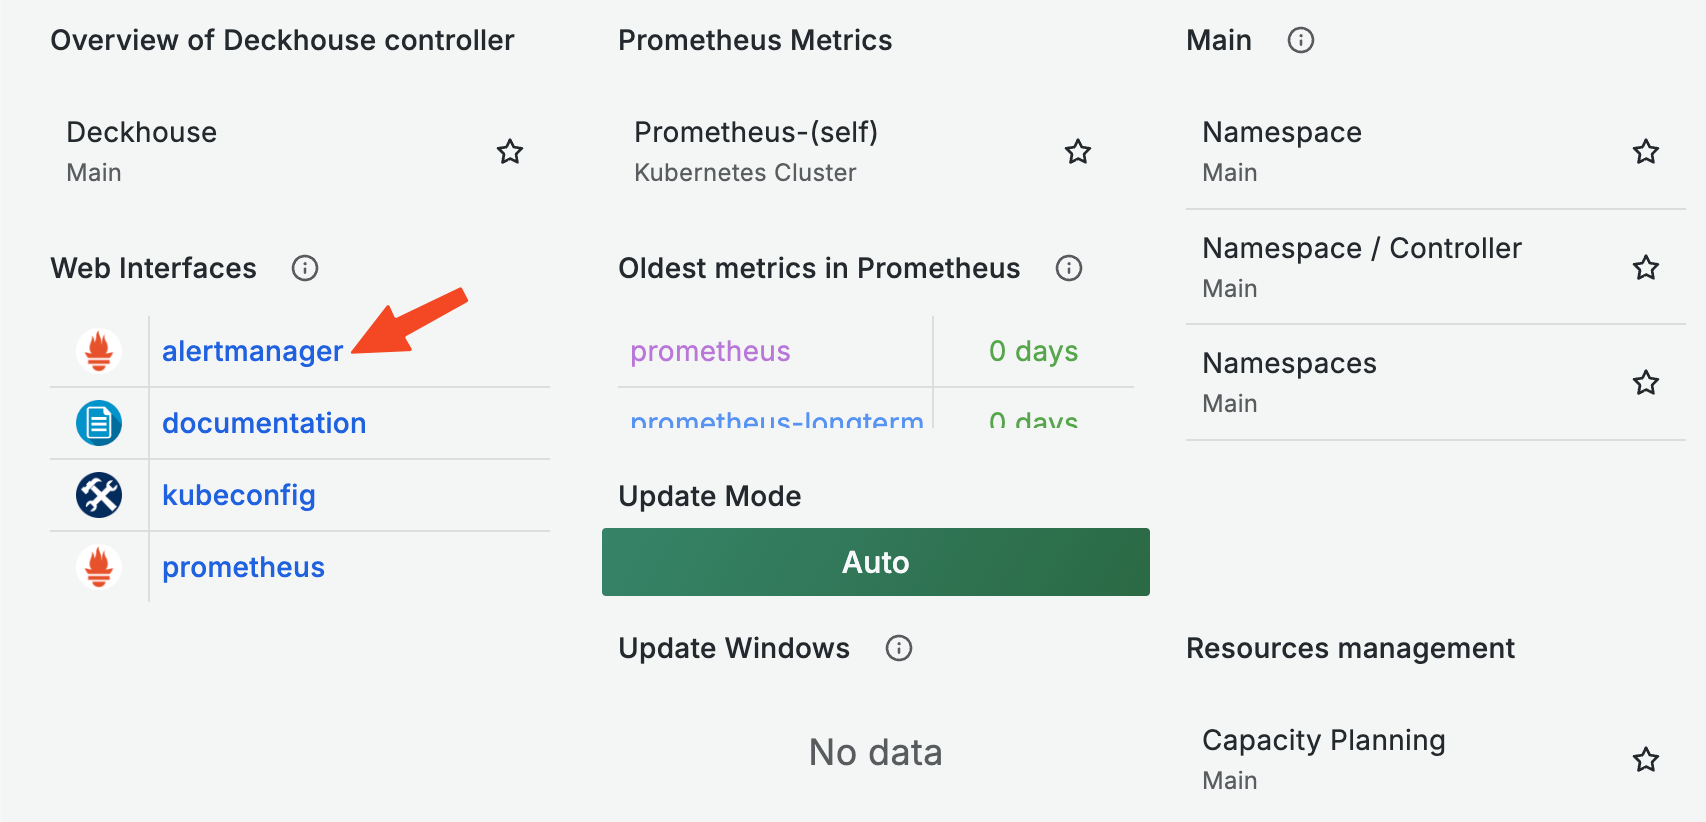 Overview of Deckhouse controller
Deckhouse
Main
Web Interfaces
alertmanager
documentation
kubeconfig
prometheus
Prometheus Metrics
Prometheus-(self)
Kubernetes Cluster
Oldest metrics in Prometheus
prometheus 0 days
prometheus-longterm 0 days
Update Mode
Auto
Update Windows
No data
Main
Namespace
Main
Namespace / Controller
Main
Namespaces
Main
Resources management
Capacity Planning
Main